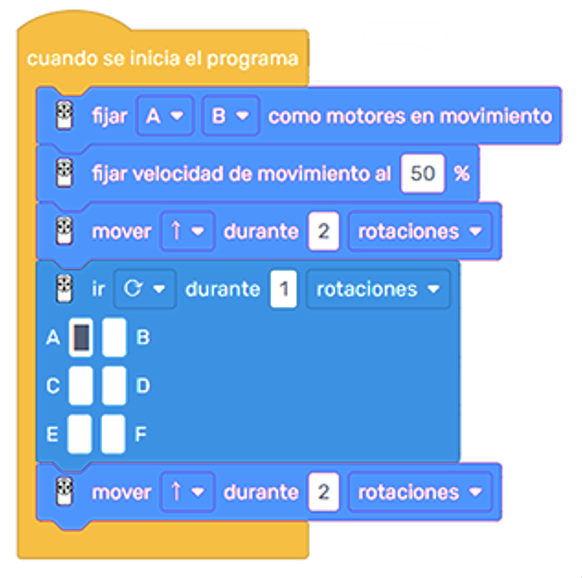 cuando se inicia el programa
fijar A B como motores en movimiento
fijar velocidad de movimiento al 50 %
mover ↑ durante 2 rotaciones
ir ↻ durante 1 rotaciones
A B
C D
E F
mover ↑ durante 2 rotaciones